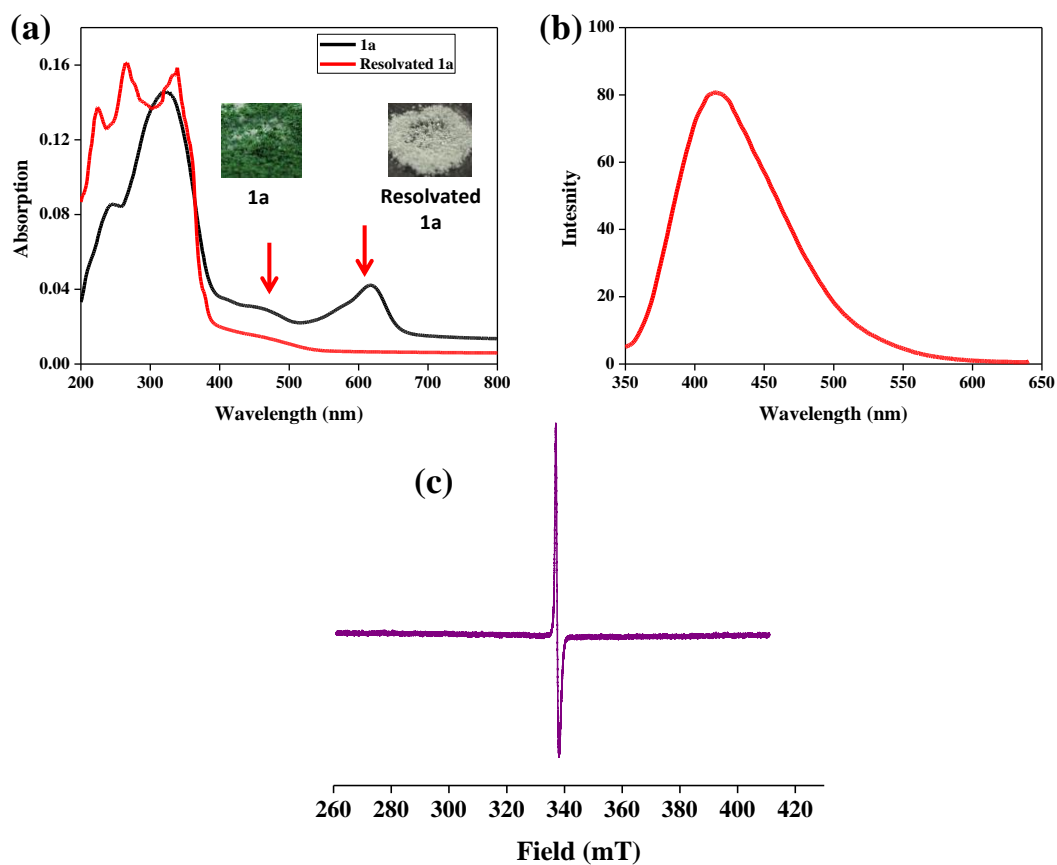 (a)
1a
Resolvated 1a
0.16
0.12
0.08
0.04
0.00
Absorption
1a
Resolvated
1a
200 300 400 500 600 700 800
Wavelength (nm)
(b)
100
80
60
40
20
0
Intesnity
350 400 450 500 550 600 650
Wavelength (nm)
(c)
260 280 300 320 340 360 380 400 420
Field (mT)